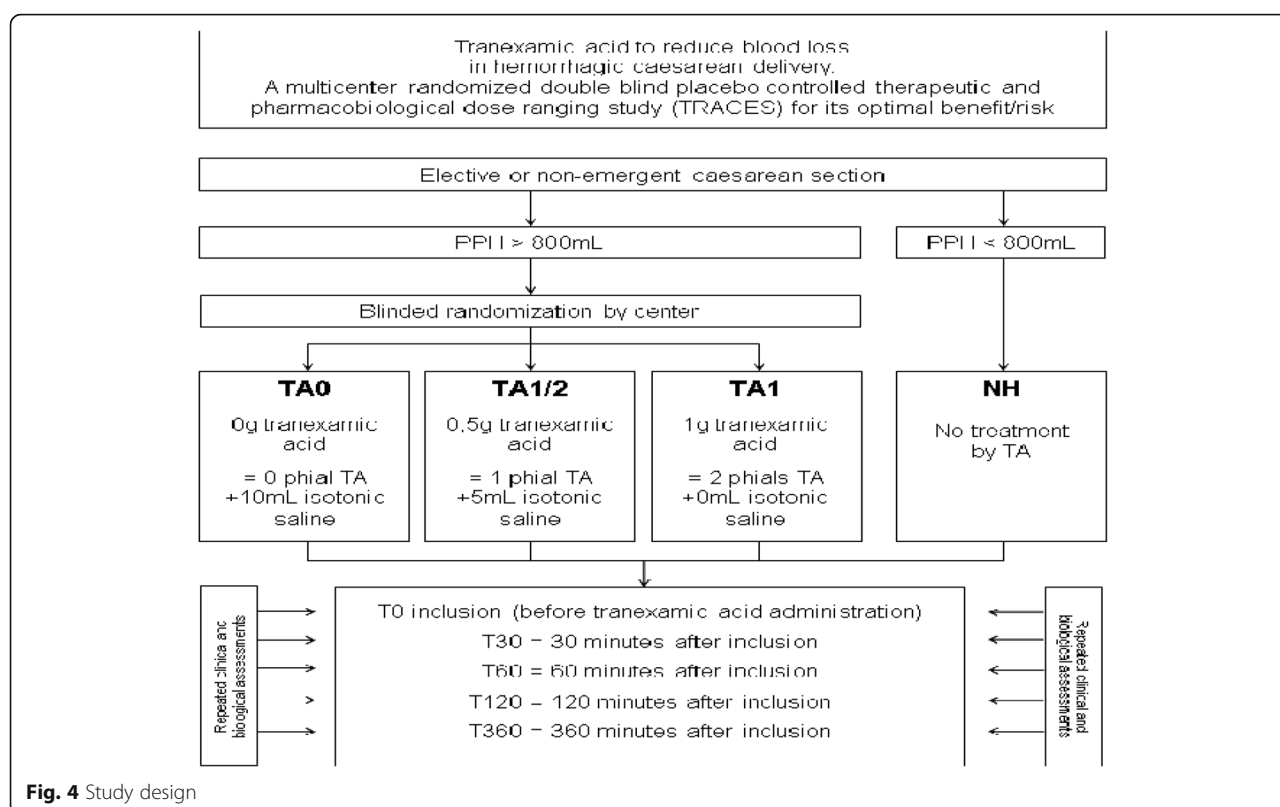 Tranexamic acid to reduce blood loss
in hemorrhagic caesarean delivery.
A multicenter randomized double blind placebo controlled therapeutic and
pharmacobiological dose ranging study (TRACES) for its optimal benefit/risk
Elective or non-emergent caesarean section
PPH > 800mL
PPH < 800mL
Blinded randomization by center
TA0
0g tranexamic
acid
= 0 phial TA
+10mL isotonic
saline
TA1/2
0,5g tranexamic
acid
= 1 phial TA
+5mL isotonic
saline
TA1
1g tranexamic
acid
= 2 phials TA
+0mL isotonic
saline
NH
No treatment
by TA
Repeated clinical and
biological assessments
T0 inclusion (before tranexamic acid administration)
T30 = 30 minutes after inclusion
T60 = 60 minutes after inclusion
T120 = 120 minutes after inclusion
T360 = 360 minutes after inclusion
Repeated clinical and
biological assessments
Fig. 4 Study design